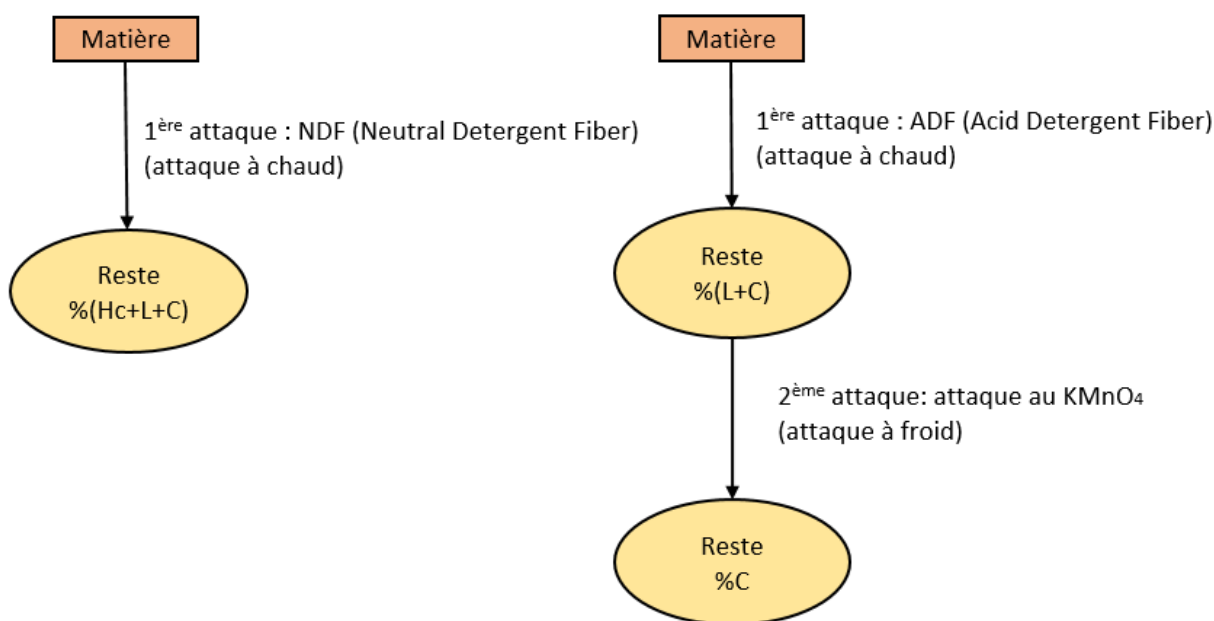 Matière
1ère attaque : NDF (Neutral Detergent Fiber)
(attaque à chaud)
Reste
%(Hc+L+C)
Matière
1ère attaque : ADF (Acid Detergent Fiber)
(attaque à chaud)
Reste
%(L+C)
2ème attaque: attaque au KMnO4
(attaque à froid)
Reste
%C